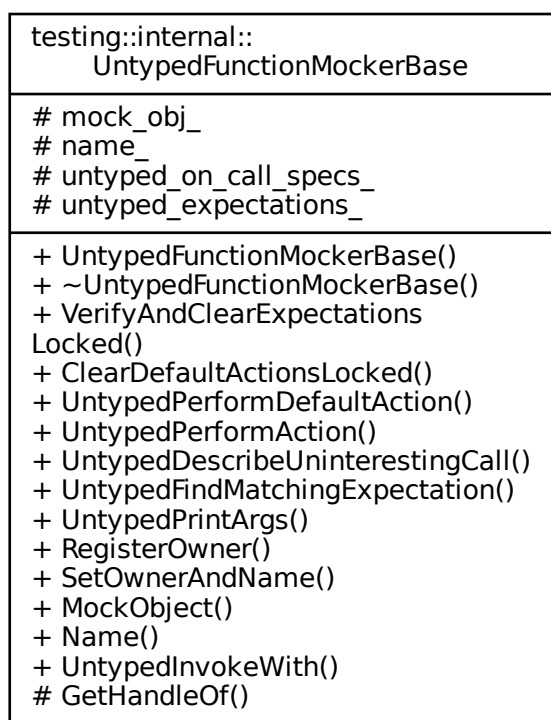 testing::internal::
UntypedFunctionMockerBase
# mock_obj_
# name_
# untyped_on_call_specs_
# untyped_expectations_
+ UntypedFunctionMockerBase()
+ ~UntypedFunctionMockerBase()
+ VerifyAndClearExpectations
Locked()
+ ClearDefaultActionsLocked()
+ UntypedPerformDefaultAction()
+ UntypedPerformAction()
+ UntypedDescribeUninterestingCall()
+ UntypedFindMatchingExpectation()
+ UntypedPrintArgs()
+ RegisterOwner()
+ SetOwnerAndName()
+ MockObject()
+ Name()
+ UntypedInvokeWith()
# GetHandleOf()